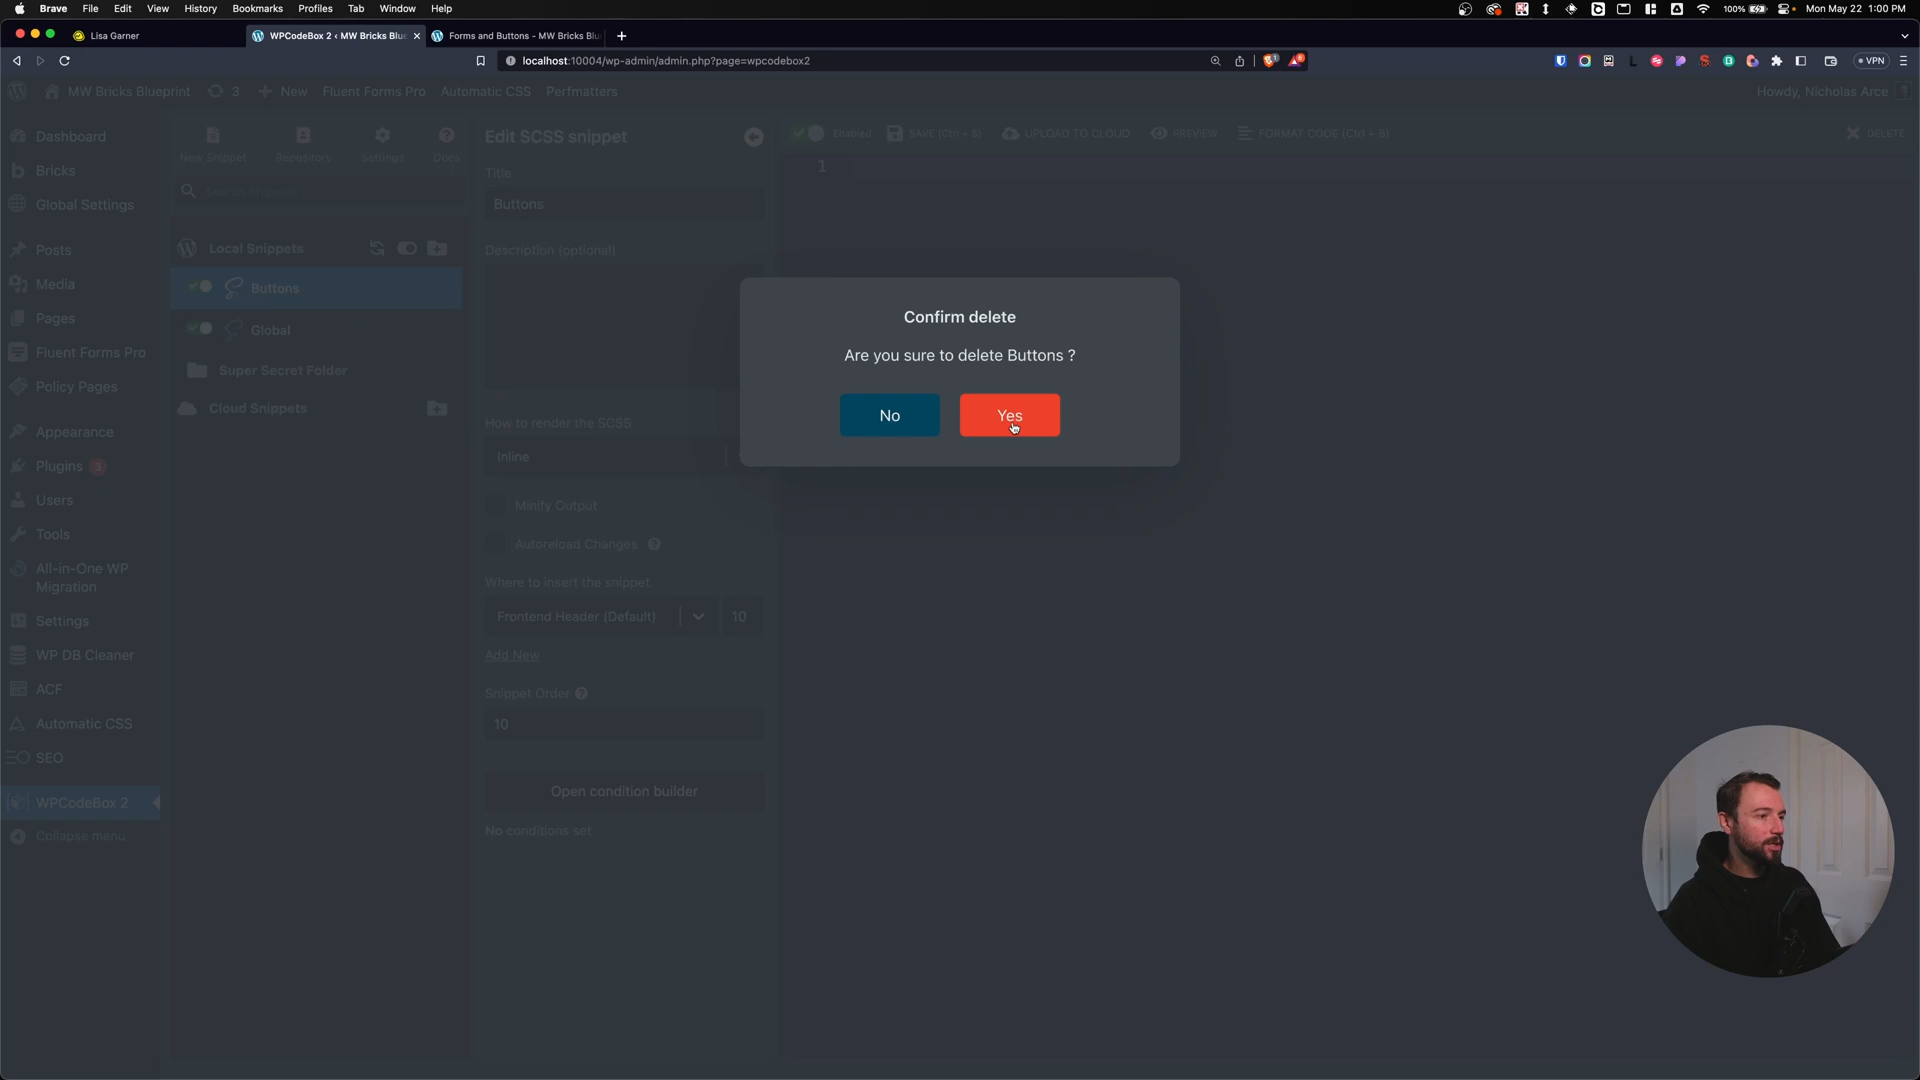 Brave File Edit View History Bookmarks Profiles Tab Window Help
100% Mon May 22 1:00 PM
Lisa Garner
WPCodeBox 2 ‹ MW Bricks Blue
Forms and Buttons - MW Bricks Blu
localhost:10004/wp-admin/admin.php?page=wpcodebox2
VPN
MW Bricks Blueprint 3 New Fluent Forms Pro Automatic CSS Perfmatters
Howdy, Nicholas Arce
Dashboard
Bricks
Global Settings
Posts
Media
Pages
Fluent Forms Pro
Policy Pages
Appearance
Plugins 3
Users
Tools
All-in-One WP
Migration
Settings
WP DB Cleaner
ACF
Automatic CSS
SEO
WPCodeBox 2
Collapse menu
New Snippet Repository Settings Docs
Search Snippets
Local Snippets
Buttons
Global
Super Secret Folder
Cloud Snippets
Edit SCSS snippet
Title
Buttons
Description (optional)
How to render the SCSS
Inline
Minify Output
Autoreload Changes
Where to insert the snippet
Frontend Header (Default) 10
Add New
Snippet Order
10
Open condition builder
No conditions set
Enabled SAVE (Ctrl + S) UPLOAD TO CLOUD PREVIEW FORMAT CODE (Ctrl + B) DELETE
1
Confirm delete
Are you sure to delete Buttons ?
No
Yes